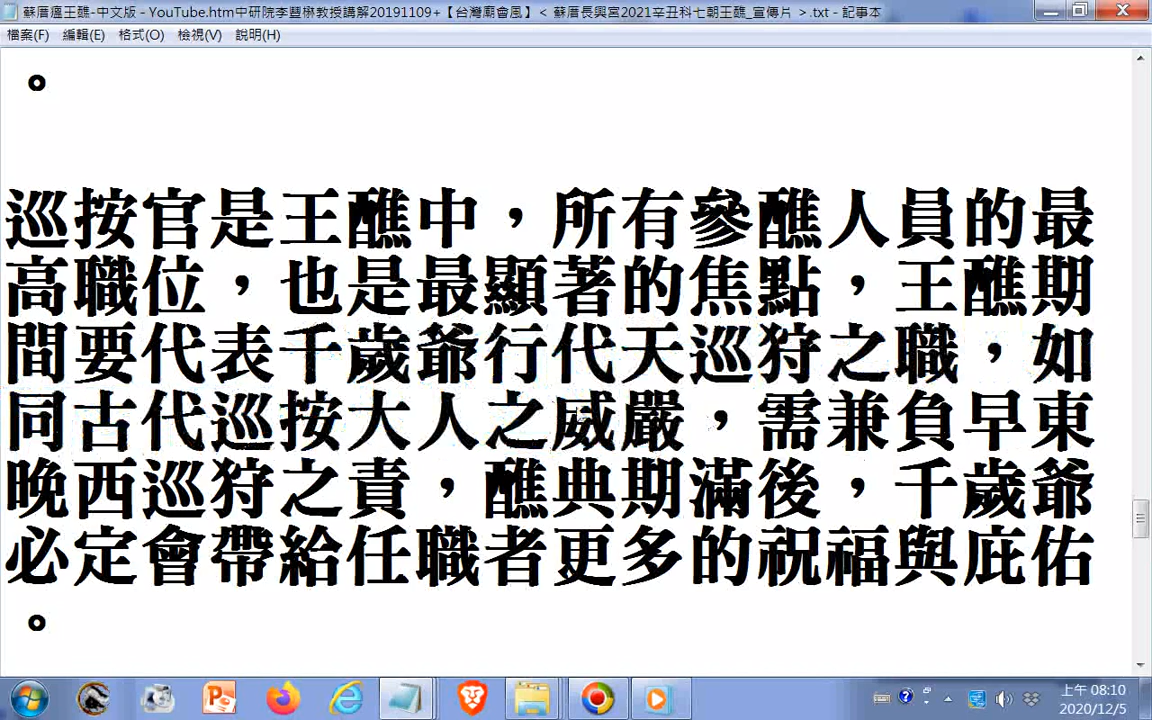 蘇厝瘟王醮-中文版 - YouTube.htm中研院李豐楙教授講解20191109+【台灣廟會風】< 蘇厝長興宮2021辛丑科七朝王醮_宣傳片 >.txt - 記事本
檔案(F) 編輯(E) 格式(O) 檢視(V) 說明(H)
。
巡按官是王醮中，所有參醮人員的最
高職位，也是最顯著的焦點，王醮期
間要代表千歲爺行代天巡狩之職，如
同古代巡按大人之威嚴，需兼負早東
晚西巡狩之責，醮典期滿後，千歲爺
必定會帶給任職者更多的祝福與庇佑
。
上午 08:10
2020/12/5